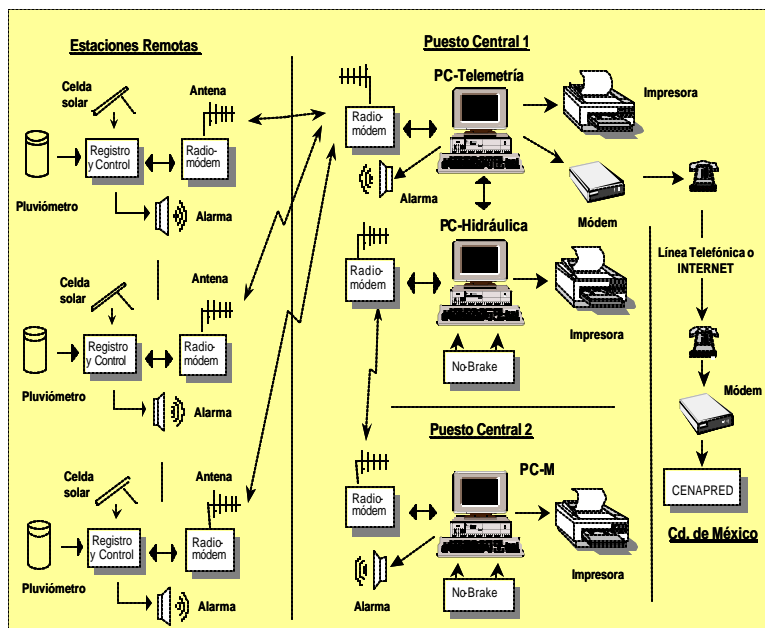 Estaciones Remotas
Celda
solar
Antena
Registro
y Control
Radio-
módem
Pluviómetro
Alarma
Celda
solar
Antena
Registro
y Control
Radio-
módem
Pluviómetro
Alarma
Celda
solar
Antena
Registro
y Control
Radio-
módem
Pluviómetro
Alarma
Puesto Central 1
PC-Telemetría
Radio-
módem
Impresora
Alarma
Módem
PC-Hidráulica
Radio-
módem
Impresora
No-Brake
Línea Telefónica o
INTERNET
Módem
CENAPRED
Cd. de México
Puesto Central 2
PC-M
Radio-
módem
Impresora
Alarma
No-Brake